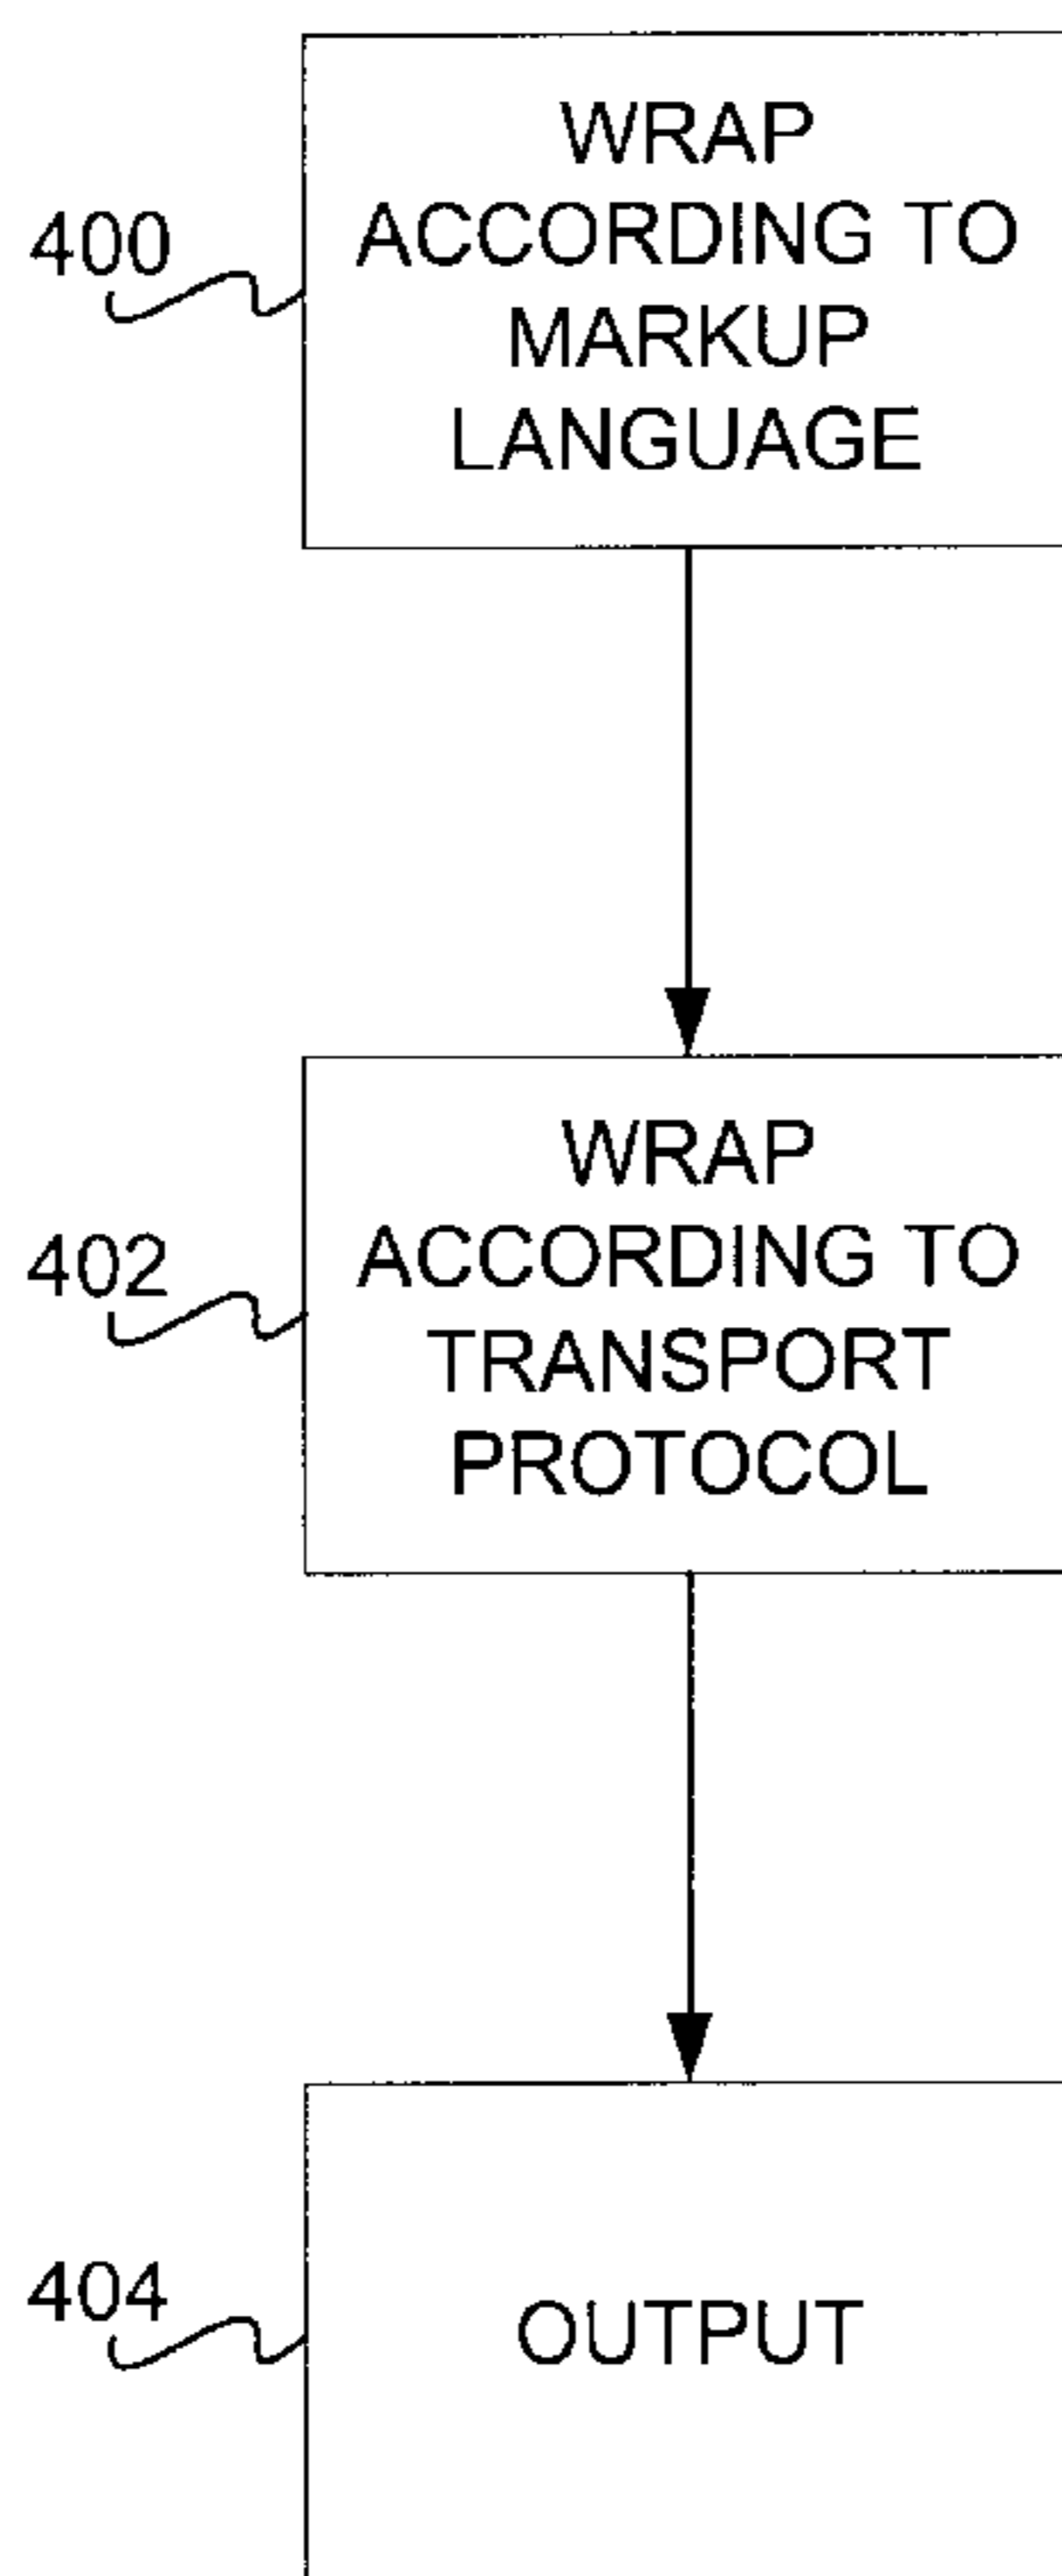 WRAP
ACCORDING TO
MARKUP
LANGUAGE
400
WRAP
ACCORDING TO
TRANSPORT
PROTOCOL
402
OUTPUT
404